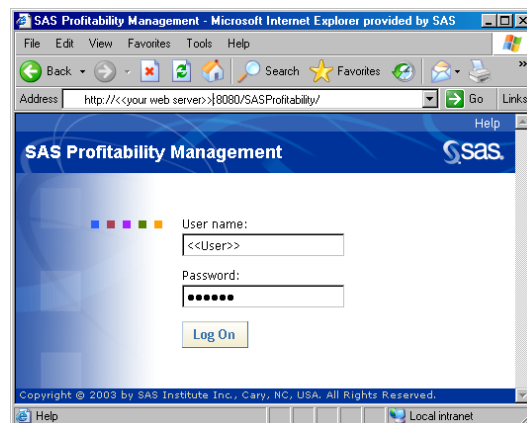 SAS Profitability Management - Microsoft Internet Explorer provided by SAS
File Edit View Favorites Tools Help
Back Search Favorites »
Address http://<<your web server>>:8080/SASProfitability/ Go Links
Help
SAS Profitability Management sas.
User name:
<<User>>
Password:
●●●●●●
Log On
Copyright © 2003 by SAS Institute Inc., Cary, NC, USA. All Rights Reserved.
Help Local intranet